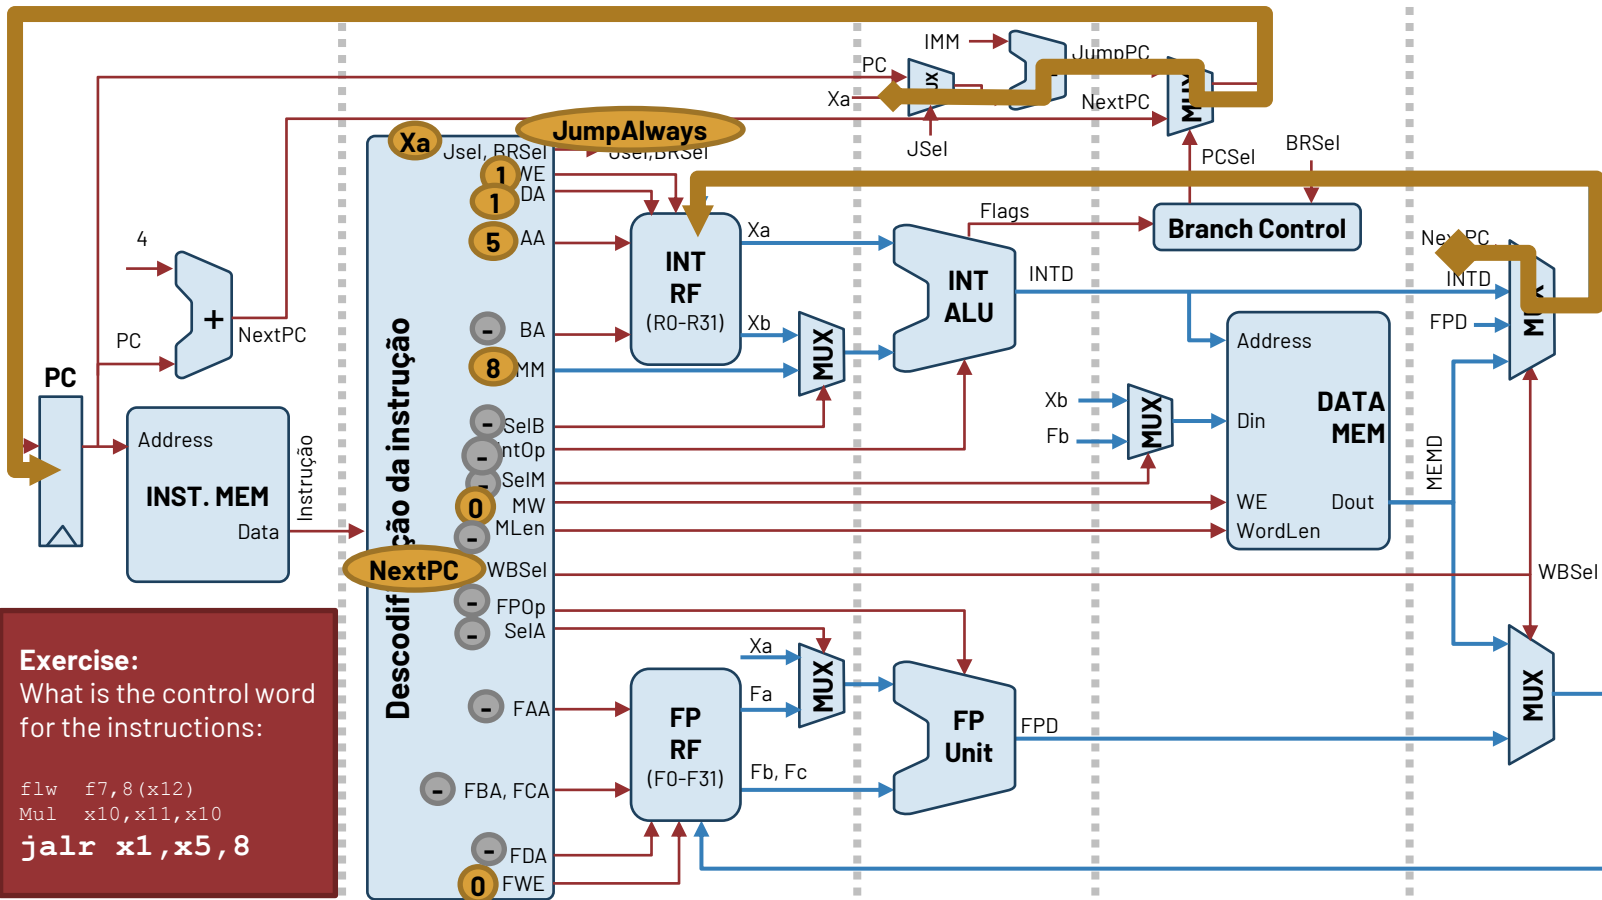 IMM
JumpPC
PC
Xa
NextPC
JSel
PCSel
BRSel
Xa
JumpAlways
Jsel, BRSel
Jsel,BRSel
1
WE
1
DA
5
AA
-
BA
8
MM
-
SelB
-
IntOp
-
SelM
0
MW
-
MLen
NextPC
WBSel
-
FPOp
-
SelA
-
FAA
-
FBA, FCA
-
FDA
0
FWE
4
PC
+
NextPC
PC
Address
INST. MEM
Data
Instrução
INT
RF
(R0-R31)
Xa
Xb
MUX
INT
ALU
Flags
INTD
Branch Control
NextPC
INTD
FPD
MUX
Address
DATA
MEM
Din
WE
Dout
WordLen
Xb
Fb
MUX
MEMD
WBSel
Xa
Fa
MUX
FP
RF
(F0-F31)
Fb, Fc
FP
Unit
FPD
MUX
Exercise:
What is the control word
for the instructions:
flw f7,8(x12)
Mul x10,x11,x10
jalr x1,x5,8